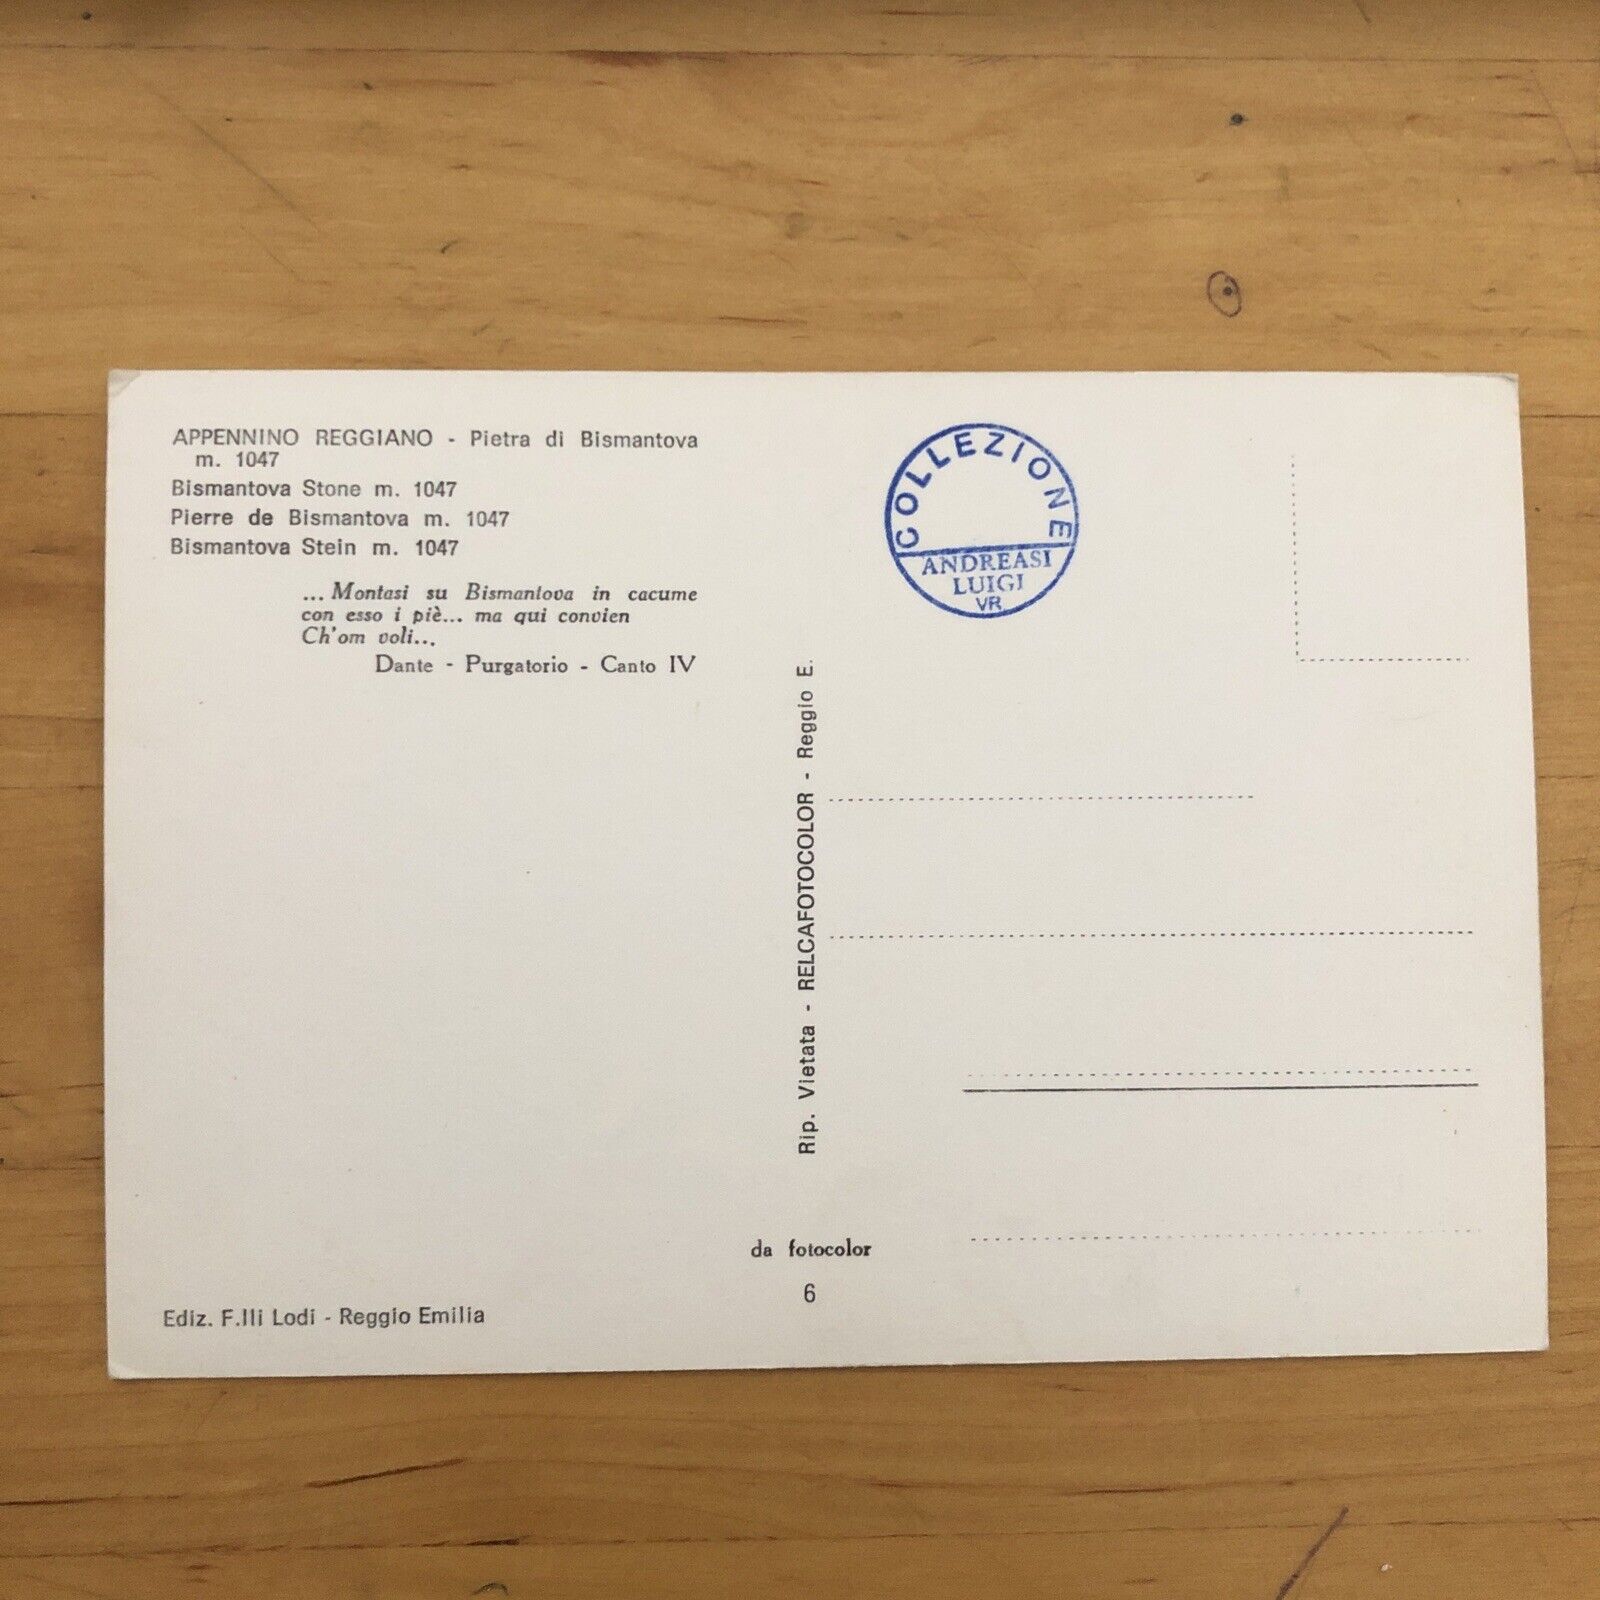 APPENNINO REGGIANO - Pietra di Bismantova
m. 1047
Bismantova Stone m. 1047
Pierre de Bismantova m. 1047
Bismantova Stein m. 1047
... Montasi su Bismantova in cacume
con esso i piè... ma qui convien
Ch'om voli...
Dante - Purgatorio - Canto IV
COLLEZIONE
ANDREASI
LUIGI
VR
Rip. Vietata - RELCAFOTOCOLOR - Reggio E.
da fotocolor
6
Ediz. F.lli Lodi - Reggio Emilia